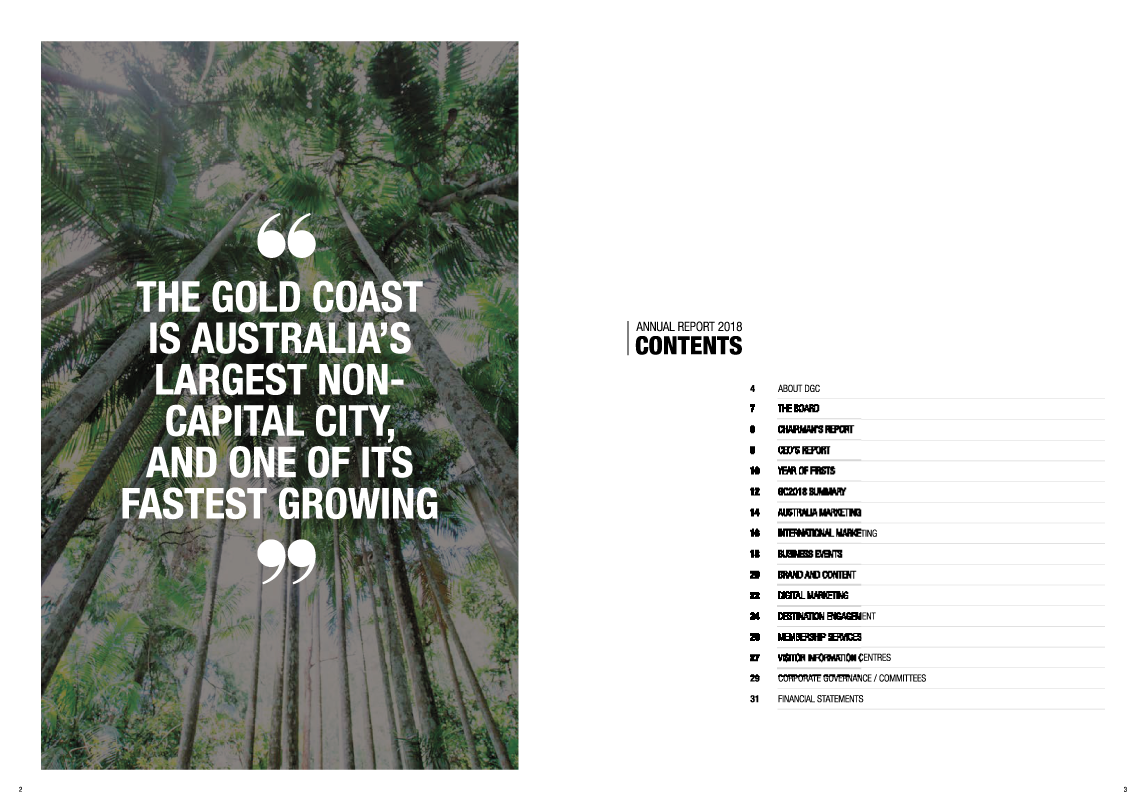 “
THE GOLD COAST
IS AUSTRALIA’S
LARGEST NON-
CAPITAL CITY,
AND ONE OF ITS
FASTEST GROWING
”
2
ANNUAL REPORT 2018
CONTENTS
4 ABOUT DGC
7 THE BOARD
CHAIRMAN'S REPORT
CEO'S REPORT
10 YEAR OF FIRSTS
12 GC2018 SUMMARY
14 AUSTRALIA MARKETING
16 INTERNATIONAL MARKETING
18 BUSINESS EVENTS
20 BRAND AND CONTENT
22 DIGITAL MARKETING
24 DESTINATION ENGAGEMENT
MEMBERSHIP SERVICES
27 VISITOR INFORMATION CENTRES
29 CORPORATE GOVERNANCE / COMMITTEES
31 FINANCIAL STATEMENTS
3